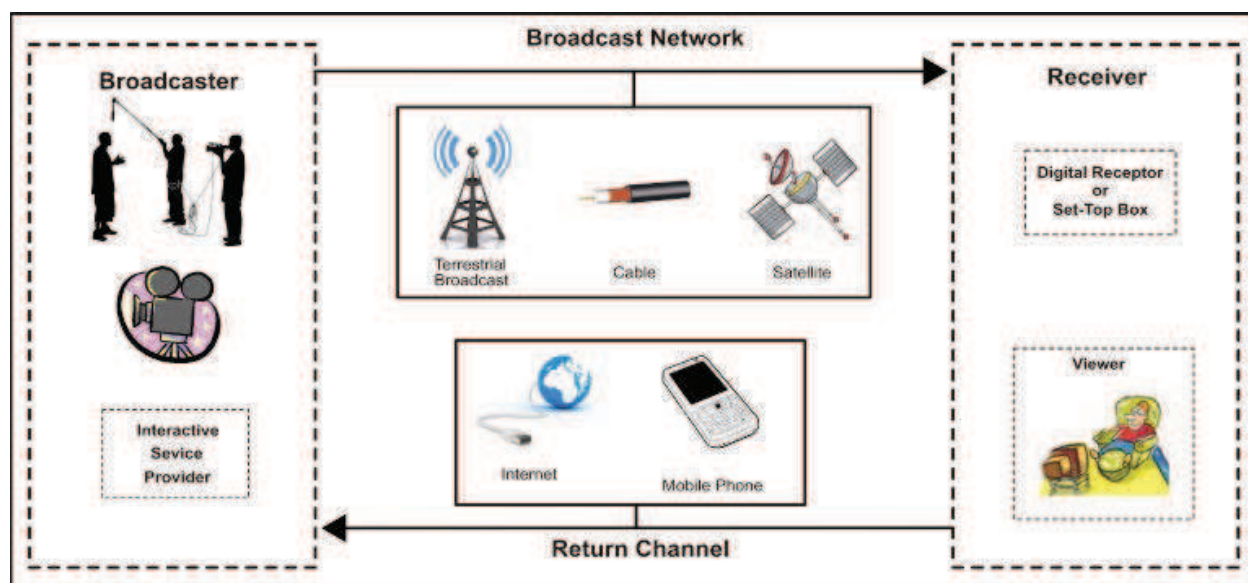 Broadcast Network
Broadcaster
Receiver
Terrestrial
Broadcast
Cable
Satellite
Digital Receptor
or
Set-Top Box
Interactive
Sevice
Provider
Internet
Mobile Phone
Viewer
Return Channel